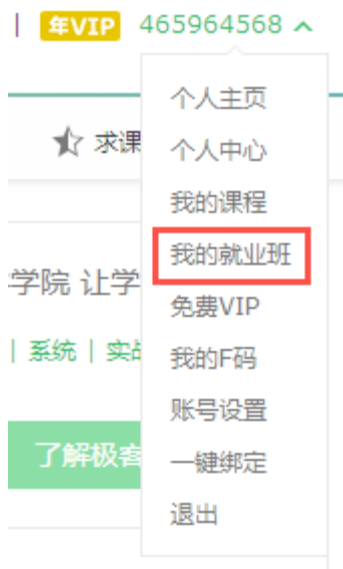 | 年VIP 465964568
个人主页
求课
个人中心
我的课程
我的就业班
学院 让学
免费VIP
| 系统 | 实战
我的F码
账号设置
了解极客
一键绑定
退出